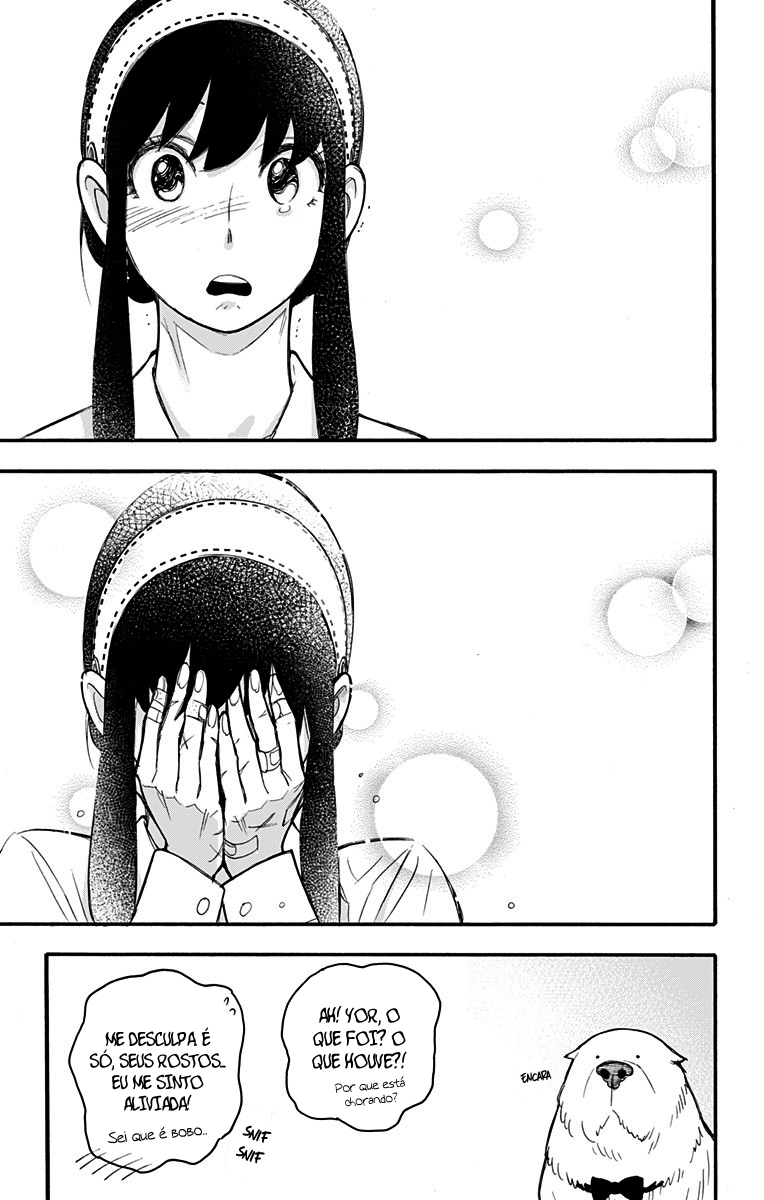 AH! YOR, O
QUE FOI? O
QUE HOUVE?!
Por que está
chorando?
ME DESCULPA É
SÓ, SEUS ROSTOS..
EU ME SINTO
ALIVIADA!
Sei que é BOBO..
SNIF
SNIF
ENCARA